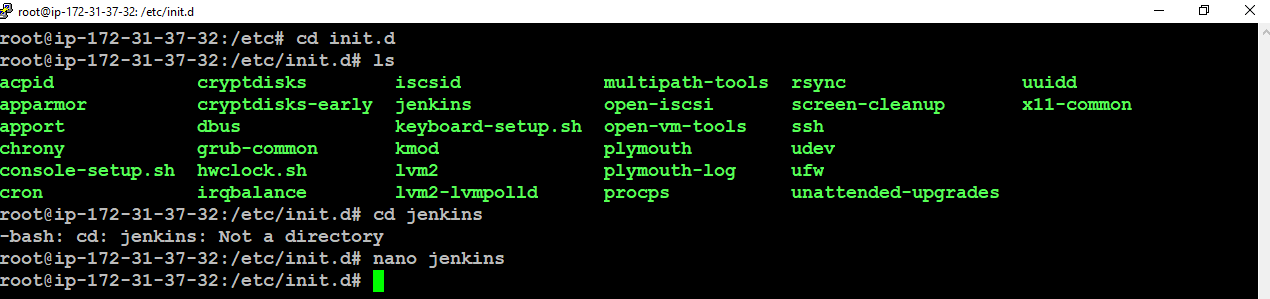 root@ip-172-31-37-32: /etc/init.d
root@ip-172-31-37-32:/etc# cd init.d
root@ip-172-31-37-32:/etc/init.d# ls
acpid cryptdisks iscsid multipath-tools rsync uuidd
apparmor cryptdisks-early jenkins open-iscsi screen-cleanup x11-common
apport dbus keyboard-setup.sh open-vm-tools ssh
chrony grub-common kmod plymouth udev
console-setup.sh hwclock.sh lvm2 plymouth-log ufw
cron irqbalance lvm2-lvmpolld procps unattended-upgrades
root@ip-172-31-37-32:/etc/init.d# cd jenkins
-bash: cd: jenkins: Not a directory
root@ip-172-31-37-32:/etc/init.d# nano jenkins
root@ip-172-31-37-32:/etc/init.d#